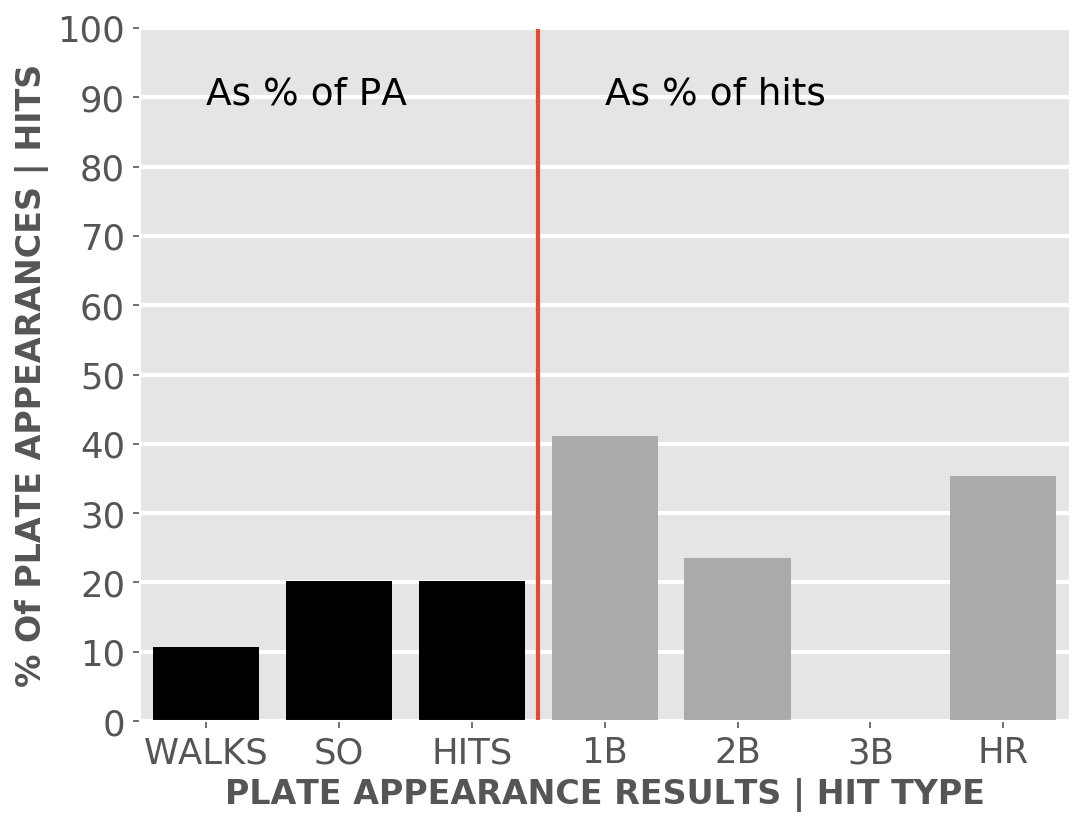 100
90
80
70
60
50
40
30
20
10
0
% Of PLATE APPEARANCES | HITS
As % of PA
As % of hits
WALKS SO HITS 1B 2B 3B HR
PLATE APPEARANCE RESULTS | HIT TYPE